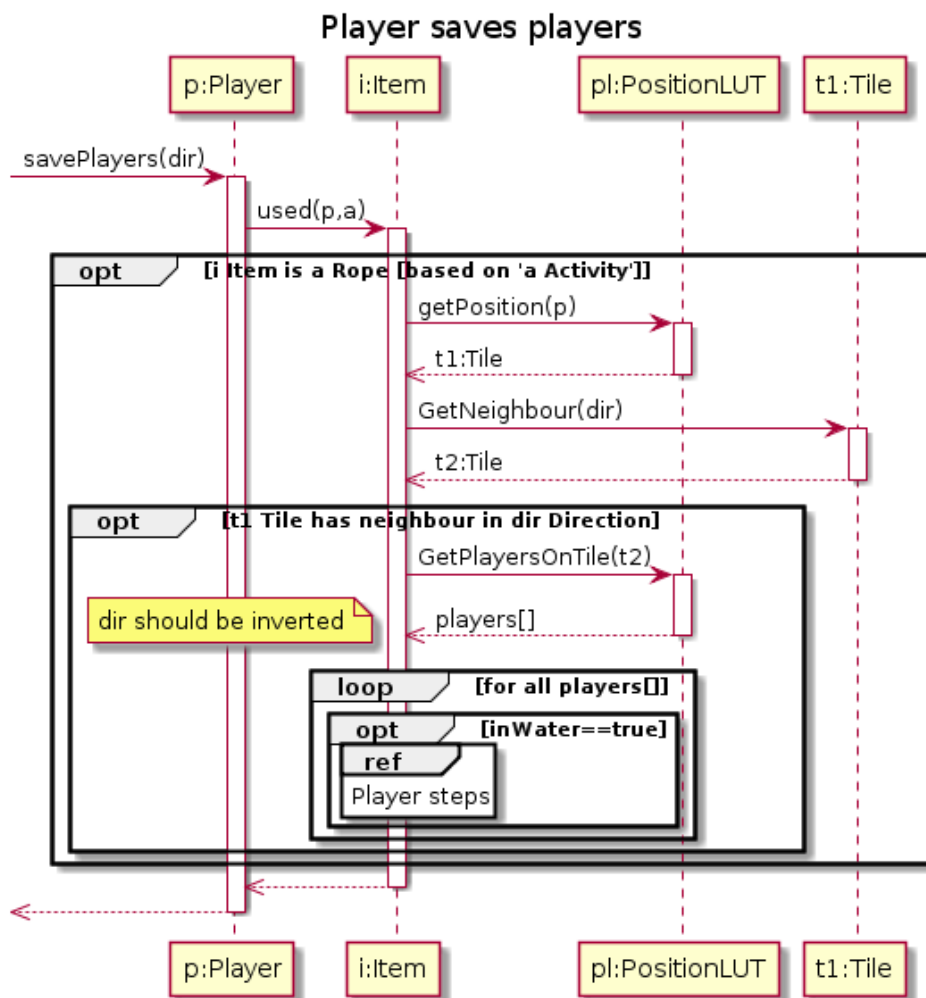 Player saves players
p:Player
i:Item
pl:PositionLUT
t1:Tile
savePlayers(dir)
used(p,a)
opt
[i Item is a Rope [based on 'a Activity']]
getPosition(p)
t1:Tile
GetNeighbour(dir)
t2:Tile
opt
[t1 Tile has neighbour in dir Direction]
GetPlayersOnTile(t2)
dir should be inverted
players[]
loop
[for all players[]]
opt
[inWater==true]
ref
Player steps
p:Player
i:Item
pl:PositionLUT
t1:Tile